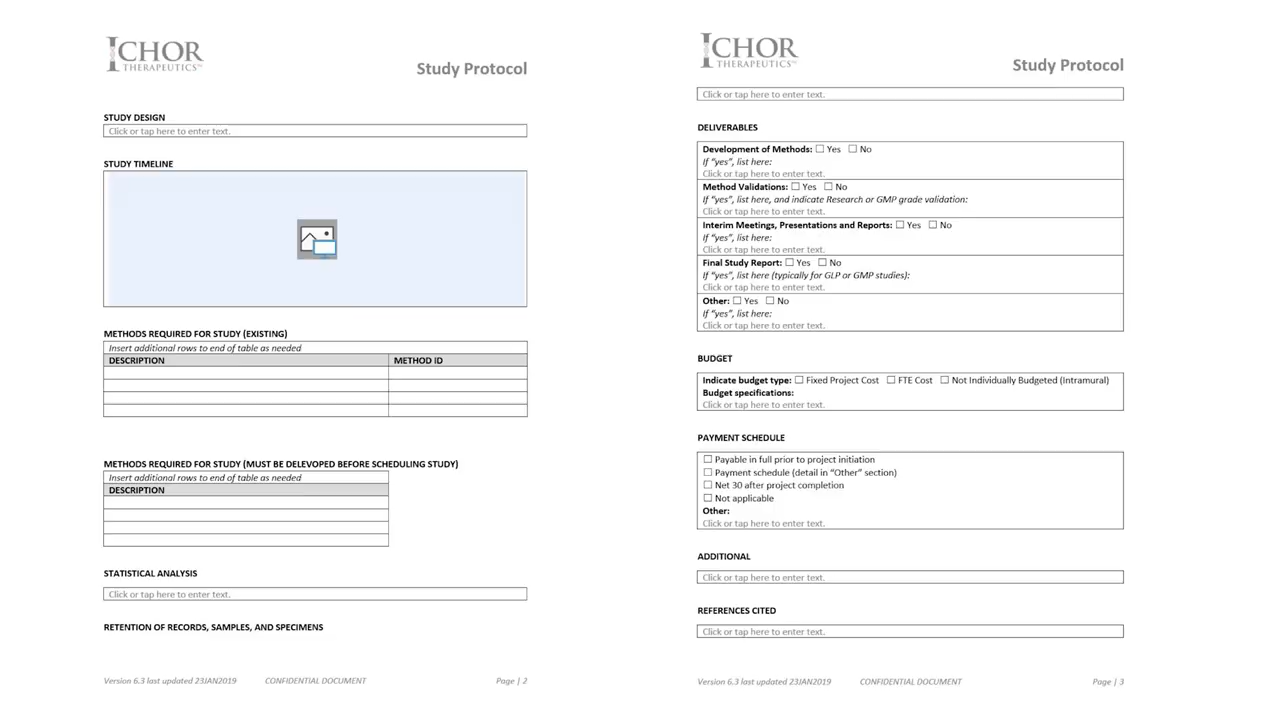 ICHOR
THERAPEUTICS™
Study Protocol
STUDY DESIGN
Click or tap here to enter text.
STUDY TIMELINE
METHODS REQUIRED FOR STUDY (EXISTING)
Insert additional rows to end of table as needed
DESCRIPTION METHOD ID
METHODS REQUIRED FOR STUDY (MUST BE DELEVOPED BEFORE SCHEDULING STUDY)
Insert additional rows to end of table as needed
DESCRIPTION
STATISTICAL ANALYSIS
Click or tap here to enter text.
RETENTION OF RECORDS, SAMPLES, AND SPECIMENS
Version 6.3 last updated 23JAN2019 CONFIDENTIAL DOCUMENT Page | 2
ICHOR
THERAPEUTICS™
Study Protocol
Click or tap here to enter text.
DELIVERABLES
Development of Methods: ☐ Yes ☐ No
If “yes”, list here:
Click or tap here to enter text.
Method Validations: ☐ Yes ☐ No
If “yes”, list here, and indicate Research or GMP grade validation:
Click or tap here to enter text.
Interim Meetings, Presentations and Reports: ☐ Yes ☐ No
If “yes”, list here:
Click or tap here to enter text.
Final Study Report: ☐ Yes ☐ No
If “yes”, list here (typically for GLP or GMP studies):
Click or tap here to enter text.
Other: ☐ Yes ☐ No
If “yes”, list here:
Click or tap here to enter text.
BUDGET
Indicate budget type: ☐ Fixed Project Cost ☐ FTE Cost ☐ Not Individually Budgeted (Intramural)
Budget specifications:
Click or tap here to enter text.
PAYMENT SCHEDULE
☐ Payable in full prior to project initiation
☐ Payment schedule (detail in “Other” section)
☐ Net 30 after project completion
☐ Not applicable
Other:
Click or tap here to enter text.
ADDITIONAL
Click or tap here to enter text.
REFERENCES CITED
Click or tap here to enter text.
Version 6.3 last updated 23JAN2019 CONFIDENTIAL DOCUMENT Page | 3